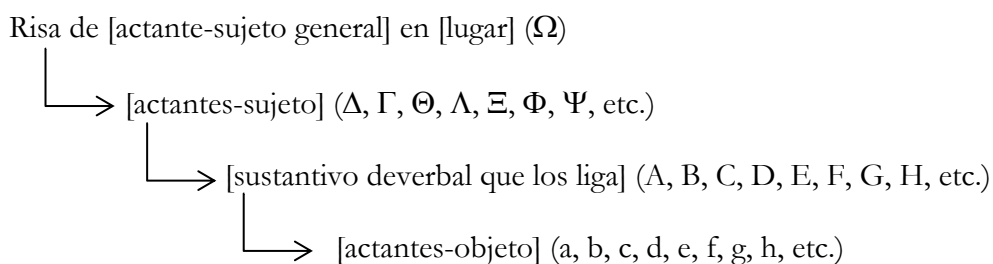 Risa de [actante-sujeto general] en [lugar] (Ω)
[actantes-sujeto] (Δ, Γ, Θ, Λ, Ξ, Φ, Ψ, etc.)
[sustantivo deverbal que los liga] (A, B, C, D, E, F, G, H, etc.)
[actantes-objeto] (a, b, c, d, e, f, g, h, etc.)